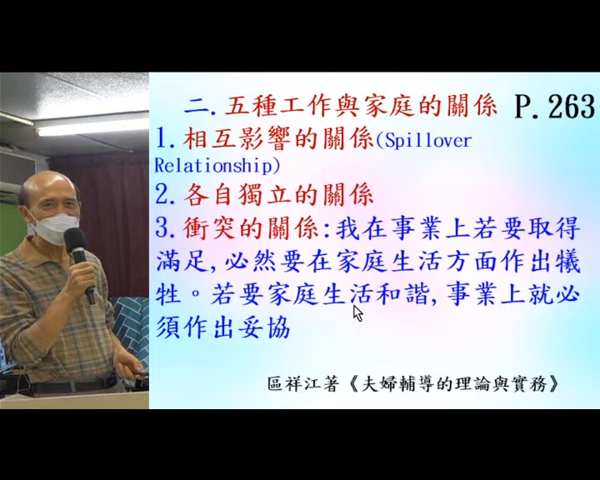 二.五種工作與家庭的關係 P.263
1.相互影響的關係(Spillover
Relationship)
2.各自獨立的關係
3.衝突的關係:我在事業上若要取得
滿足,必然要在家庭生活方面作出犧
牲。若要家庭生活和諧,事業上就必
須作出妥協
區祥江著《夫婦輔導的理論與實務》